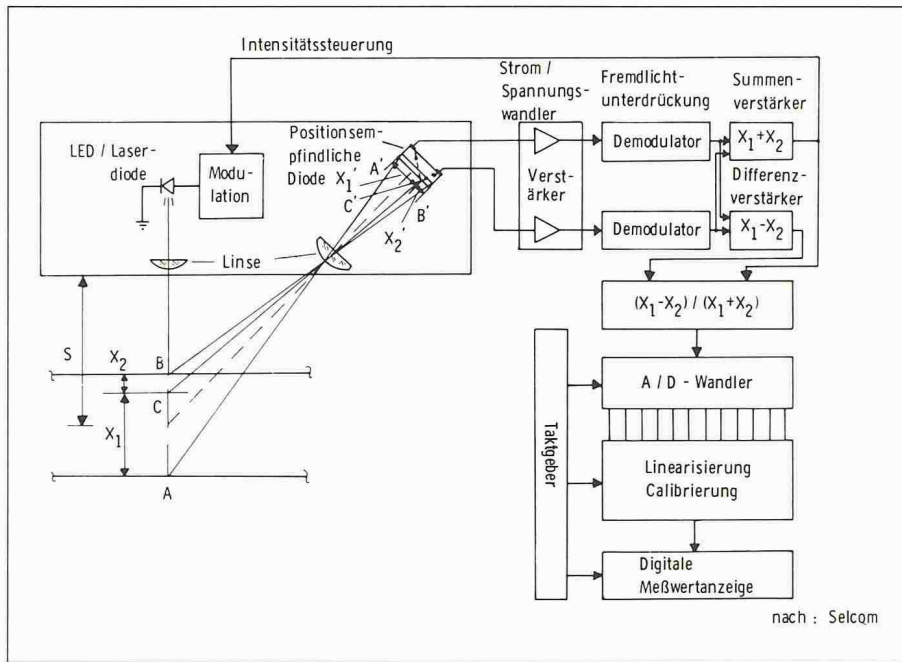 Intensitätssteuerung
Strom /
Spannungs-
wandler
Fremdlicht-
unterdrückung
Summen-
verstärker
Positionsem-
pfindliche
Diode
LED / Laser-
diode
Modu-
lation
A'
X₁'
C'
B'
X₂'
Verst-
ärker
Demodulator
X₁+X₂
Differenz-
verstärker
Demodulator
X₁-X₂
Linse
(X₁-X₂) / (X₁+X₂)
S
X₂
B
C
X₁
A
Taktgeber
A / D - Wandler
Linearisierung
Calibrierung
Digitale
Meßwertanzeige
nach : Selcom